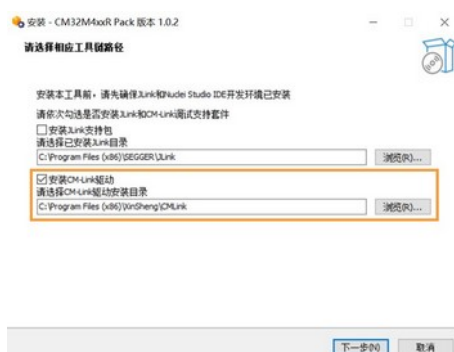 安装 - CM32M4xxR Pack 版本 1.0.2
请选择相应工具链路径
安装本工具前，请先确保JLink和Nuclei Studio IDE开发环境已安装
请依次勾选是否安装JLink和CM-Link调试支持套件
安装JLink支持包
请选择已安装JLink目录
C:\Program Files (x86)\SEGGER\JLink
浏览(R)...
安装CM-Link驱动
请选择CM-Link驱动安装目录
C:\Program Files (x86)\XinSheng\CMLink
浏览(R)...
下一步(N)
取消